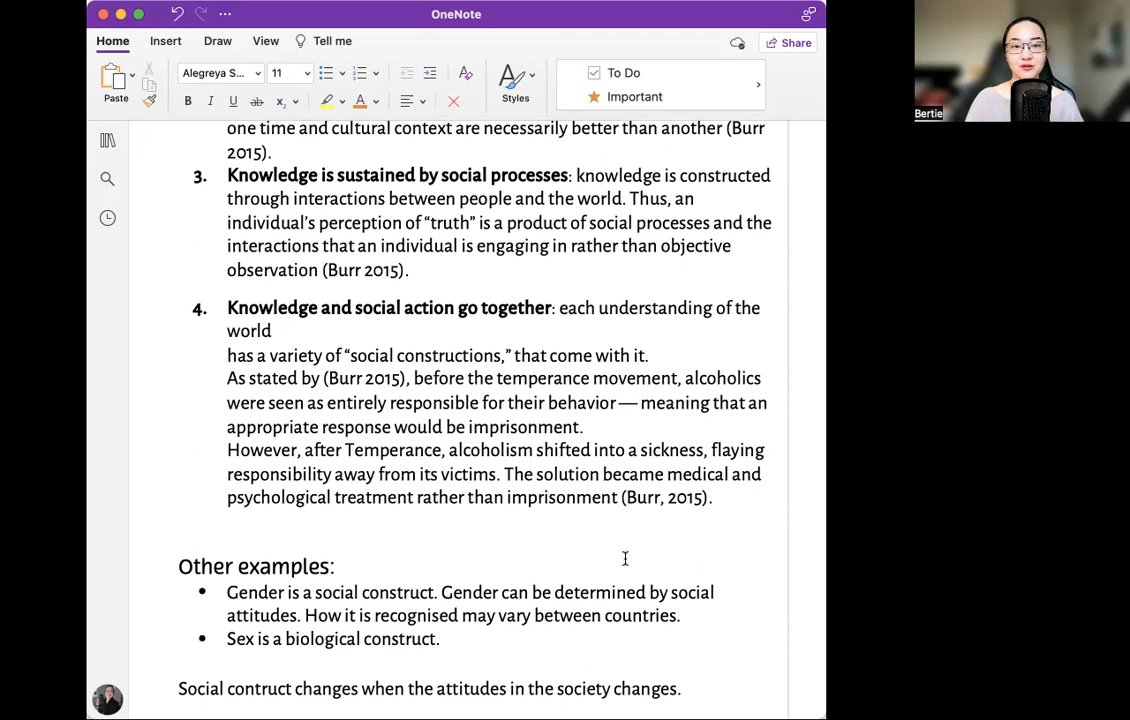 OneNote
Home Insert Draw View Tell me Share
Paste Alegreya S... 11 Styles To Do
B I U ab x₂ A Important
Bertie
one time and cultural context are necessarily better than another (Burr
2015).
3. Knowledge is sustained by social processes: knowledge is constructed
through interactions between people and the world. Thus, an
individual's perception of “truth” is a product of social processes and the
interactions that an individual is engaging in rather than objective
observation (Burr 2015).
4. Knowledge and social action go together: each understanding of the
world
has a variety of “social constructions,” that come with it.
As stated by (Burr 2015), before the temperance movement, alcoholics
were seen as entirely responsible for their behavior — meaning that an
appropriate response would be imprisonment.
However, after Temperance, alcoholism shifted into a sickness, flaying
responsibility away from its victims. The solution became medical and
psychological treatment rather than imprisonment (Burr, 2015).
Other examples:
• Gender is a social construct. Gender can be determined by social
attitudes. How it is recognised may vary between countries.
• Sex is a biological construct.
Social contruct changes when the attitudes in the society changes.